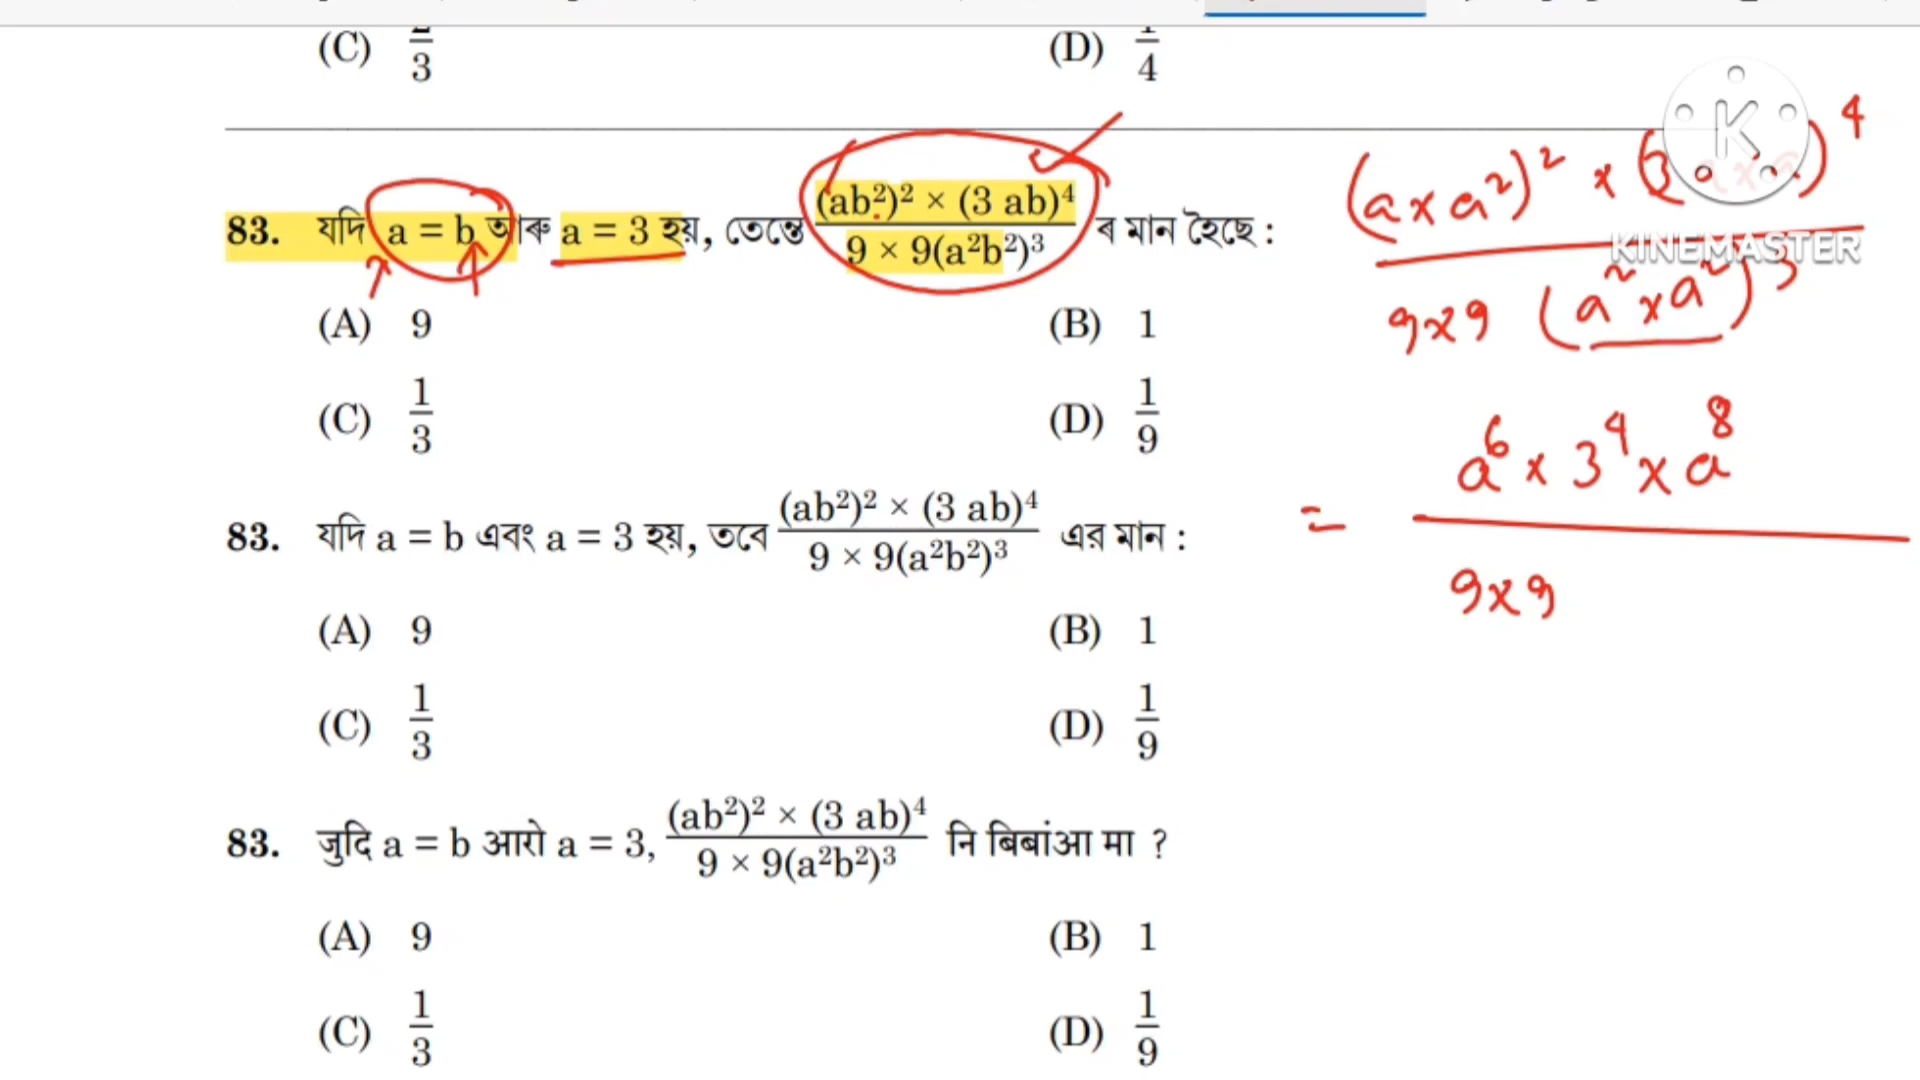 (C) 2/3 (D) 1/4
83. যদি a = b আৰু a = 3 হয়, তেন্তে (ab²)² × (3 ab)⁴ / 9 × 9(a²b²)³ ৰ মান হৈছে :
(A) 9 (B) 1
(C) 1/3 (D) 1/9
83. যদি a = b এবং a = 3 হয়, তবে (ab²)² × (3 ab)⁴ / 9 × 9(a²b²)³ এর মান :
(A) 9 (B) 1
(C) 1/3 (D) 1/9
83. जुदि a = b आरो a = 3, (ab²)² × (3 ab)⁴ / 9 × 9(a²b²)³ नि बिबांआ मा ?
(A) 9 (B) 1
(C) 1/3 (D) 1/9
(a×a²)² × (3 )⁴
9×9 (a²×a²)³
= a⁶ × 3⁴ × a⁸
9×9
K
KINEMASTER